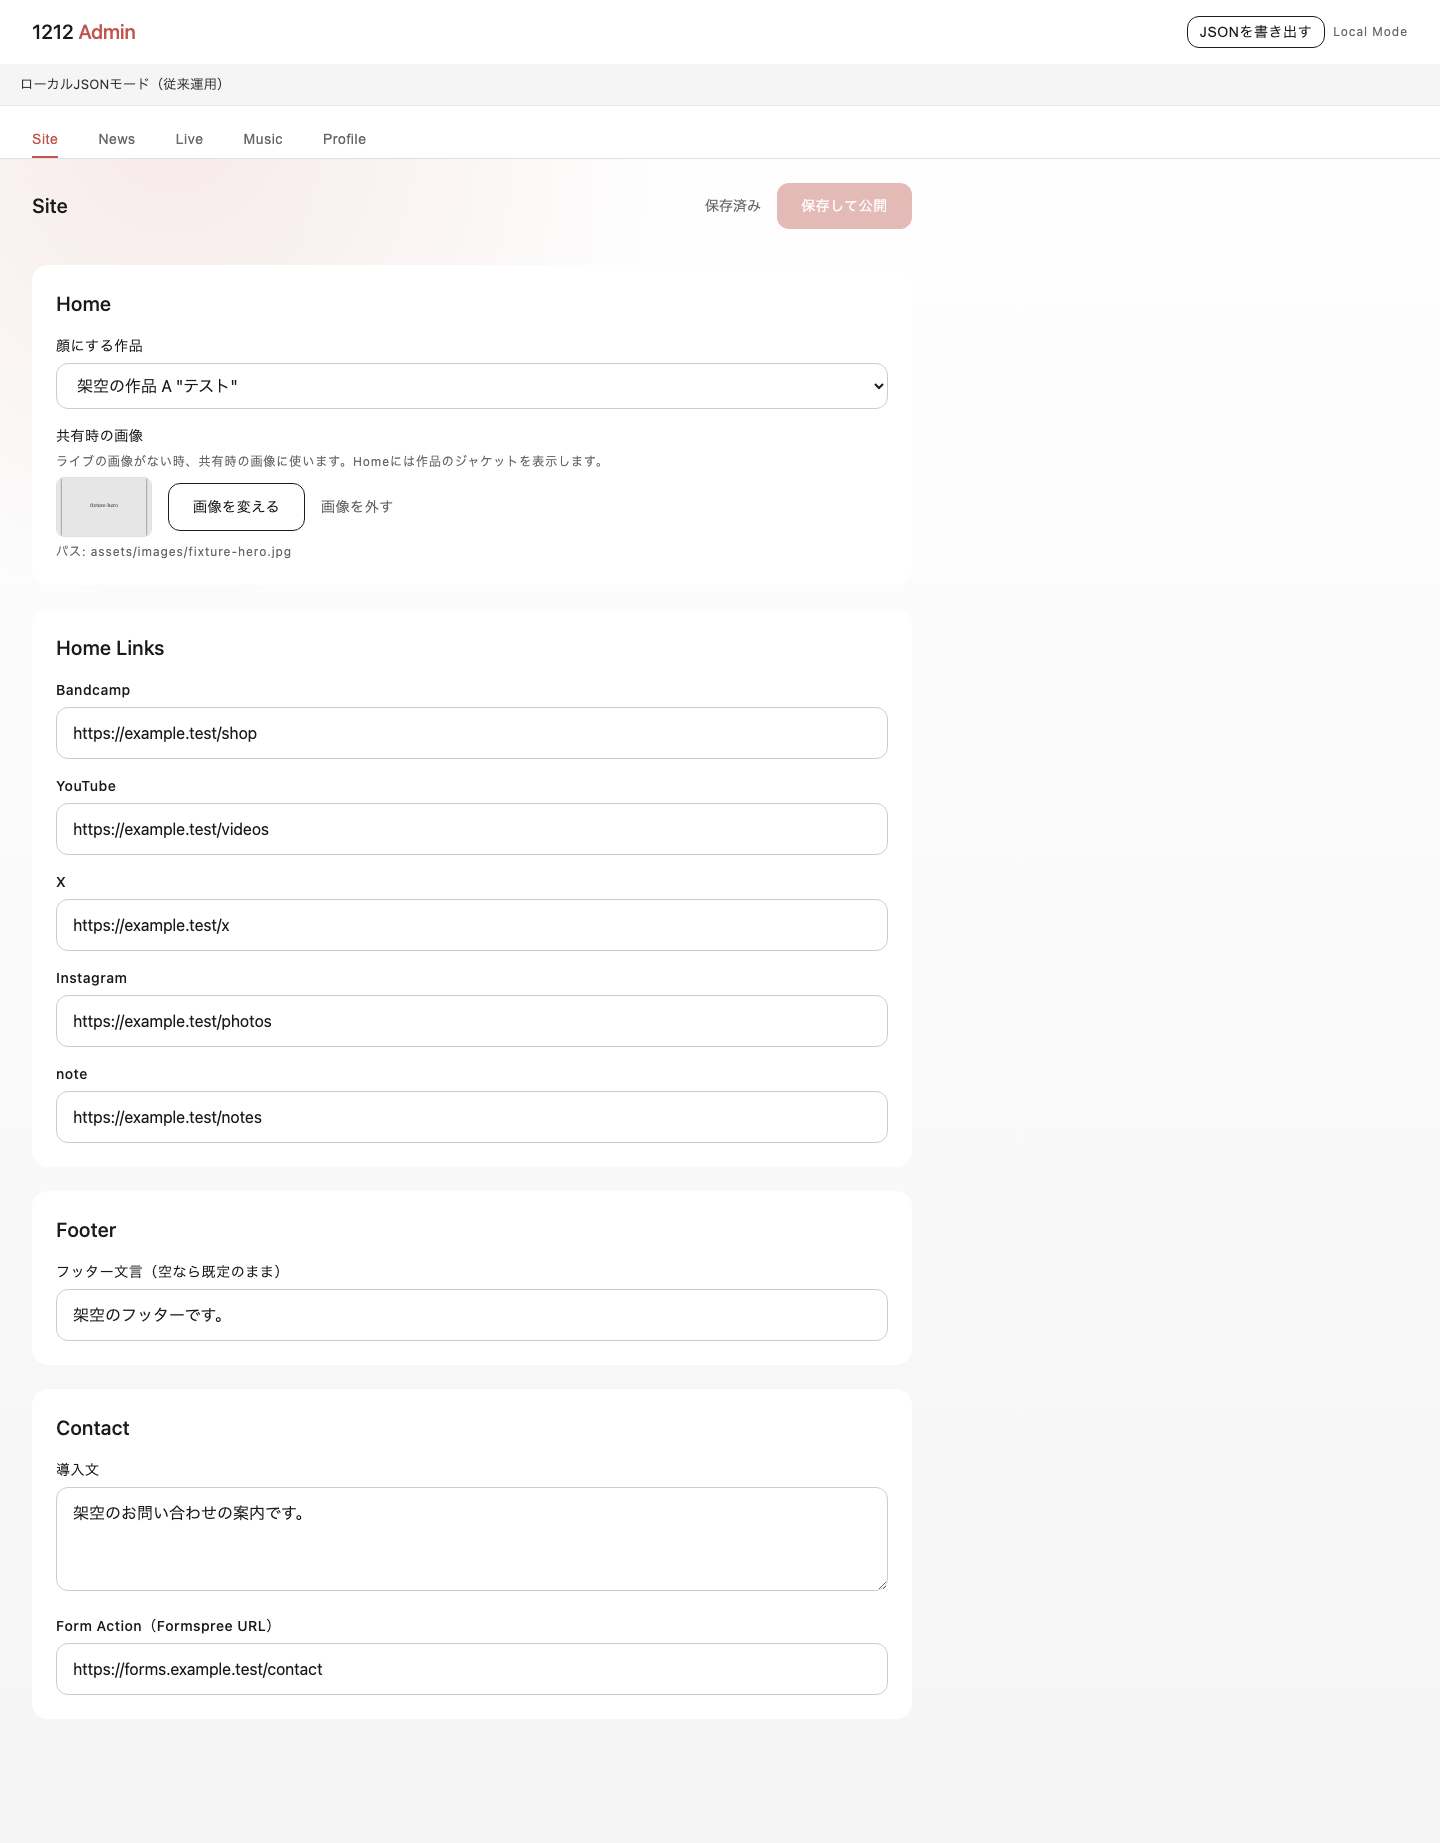 1212 Admin
JSONを書き出す
Local Mode
ローカルJSONモード（従来運用）
Site
News
Live
Music
Profile
Site
保存済み
保存して公開
Home
顔にする作品
架空の作品 A "テスト"
共有時の画像
ライブの画像がない時、共有時の画像に使います。Homeには作品のジャケットを表示します。
fixture-hero
画像を変える
画像を外す
パス: assets/images/fixture-hero.jpg
Home Links
Bandcamp
https://example.test/shop
YouTube
https://example.test/videos
X
https://example.test/x
Instagram
https://example.test/photos
note
https://example.test/notes
Footer
フッター文言（空なら既定のまま）
架空のフッターです。
Contact
導入文
架空のお問い合わせの案内です。
Form Action（Formspree URL）
https://forms.example.test/contact